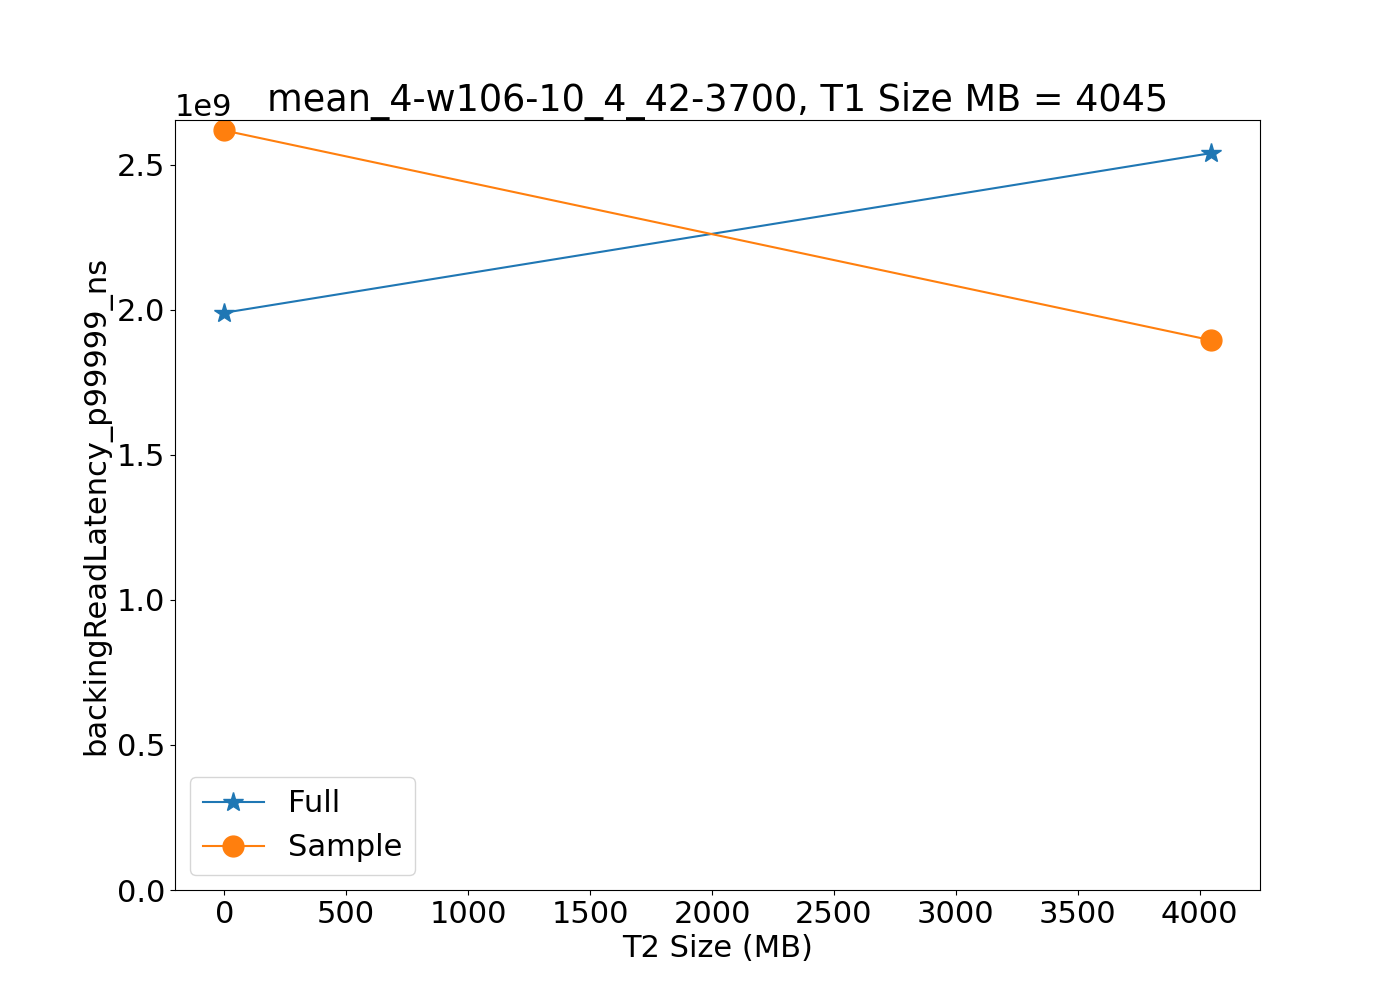 1e9
mean_4-w106-10_4_42-3700, T1 Size MB = 4045
backingReadLatency_p99999_ns
2.5
2.0
1.5
1.0
0.5
0.0
Full
Sample
0 500 1000 1500 2000 2500 3000 3500 4000
T2 Size (MB)